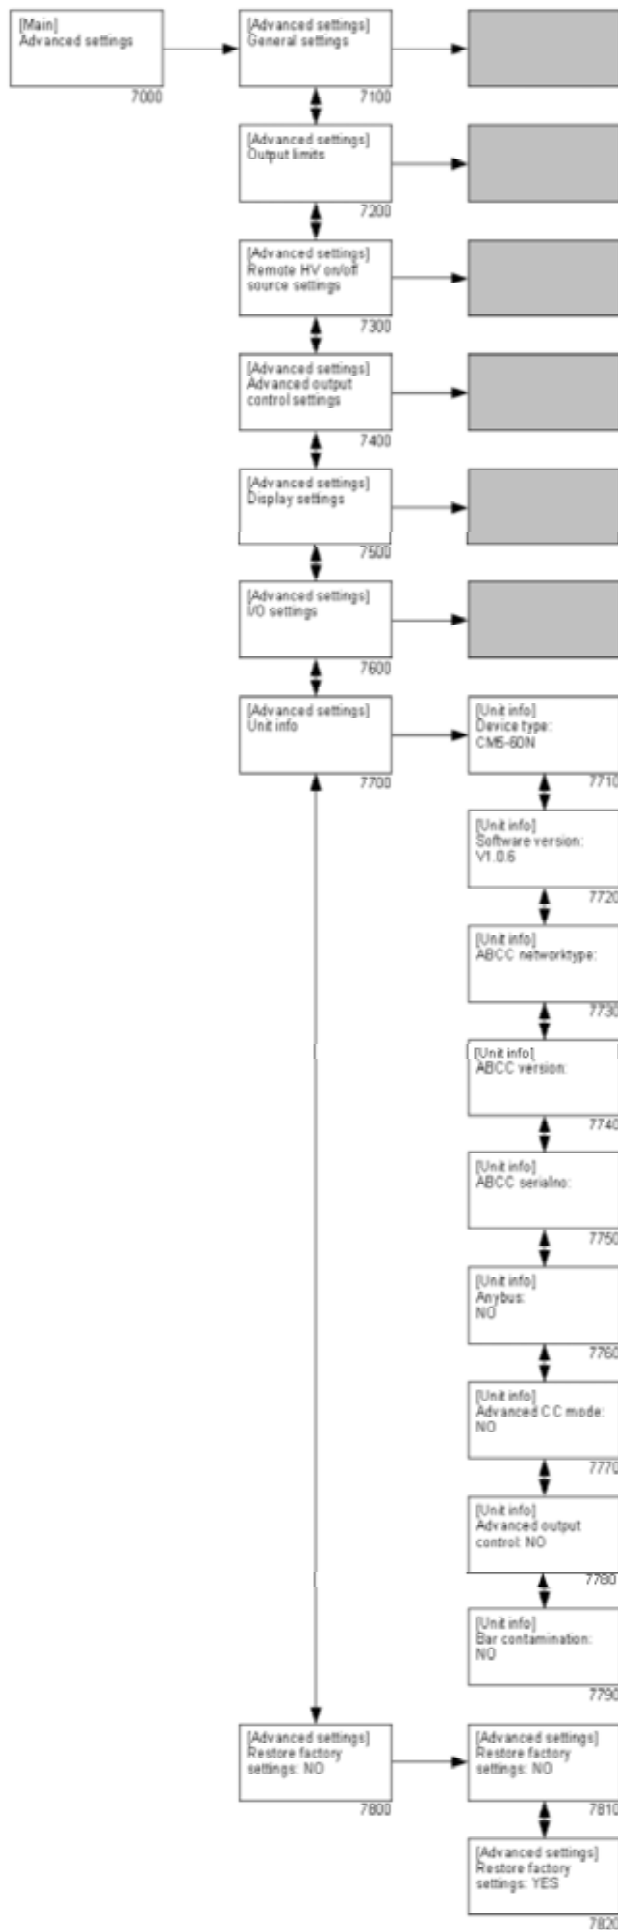 [Main]
Advanced settings
7000
[Advanced settings]
General settings
7100
[Advanced settings]
Output limits
7200
[Advanced settings]
Remote HV on/off
source settings
7300
[Advanced settings]
Advanced output
control settings
7400
[Advanced settings]
Display settings
7500
[Advanced settings]
I/O settings
7600
[Advanced settings]
Unit info
7700
[Unit info]
Device type:
CM5-60N
7710
[Unit info]
Software version:
V1.0.6
7720
[Unit info]
ABCC networktype:
7730
[Unit info]
ABCC version:
7740
[Unit info]
ABCC serialno:
7750
[Unit info]
Anybus:
NO
7760
[Unit info]
Advanced CC mode:
NO
7770
[Unit info]
Advanced output
control: NO
7780
[Unit info]
Bar contamination:
NO
7790
[Advanced settings]
Restore factory
settings: NO
7800
[Advanced settings]
Restore factory
settings: NO
7810
[Advanced settings]
Restore factory
settings: YES
7820